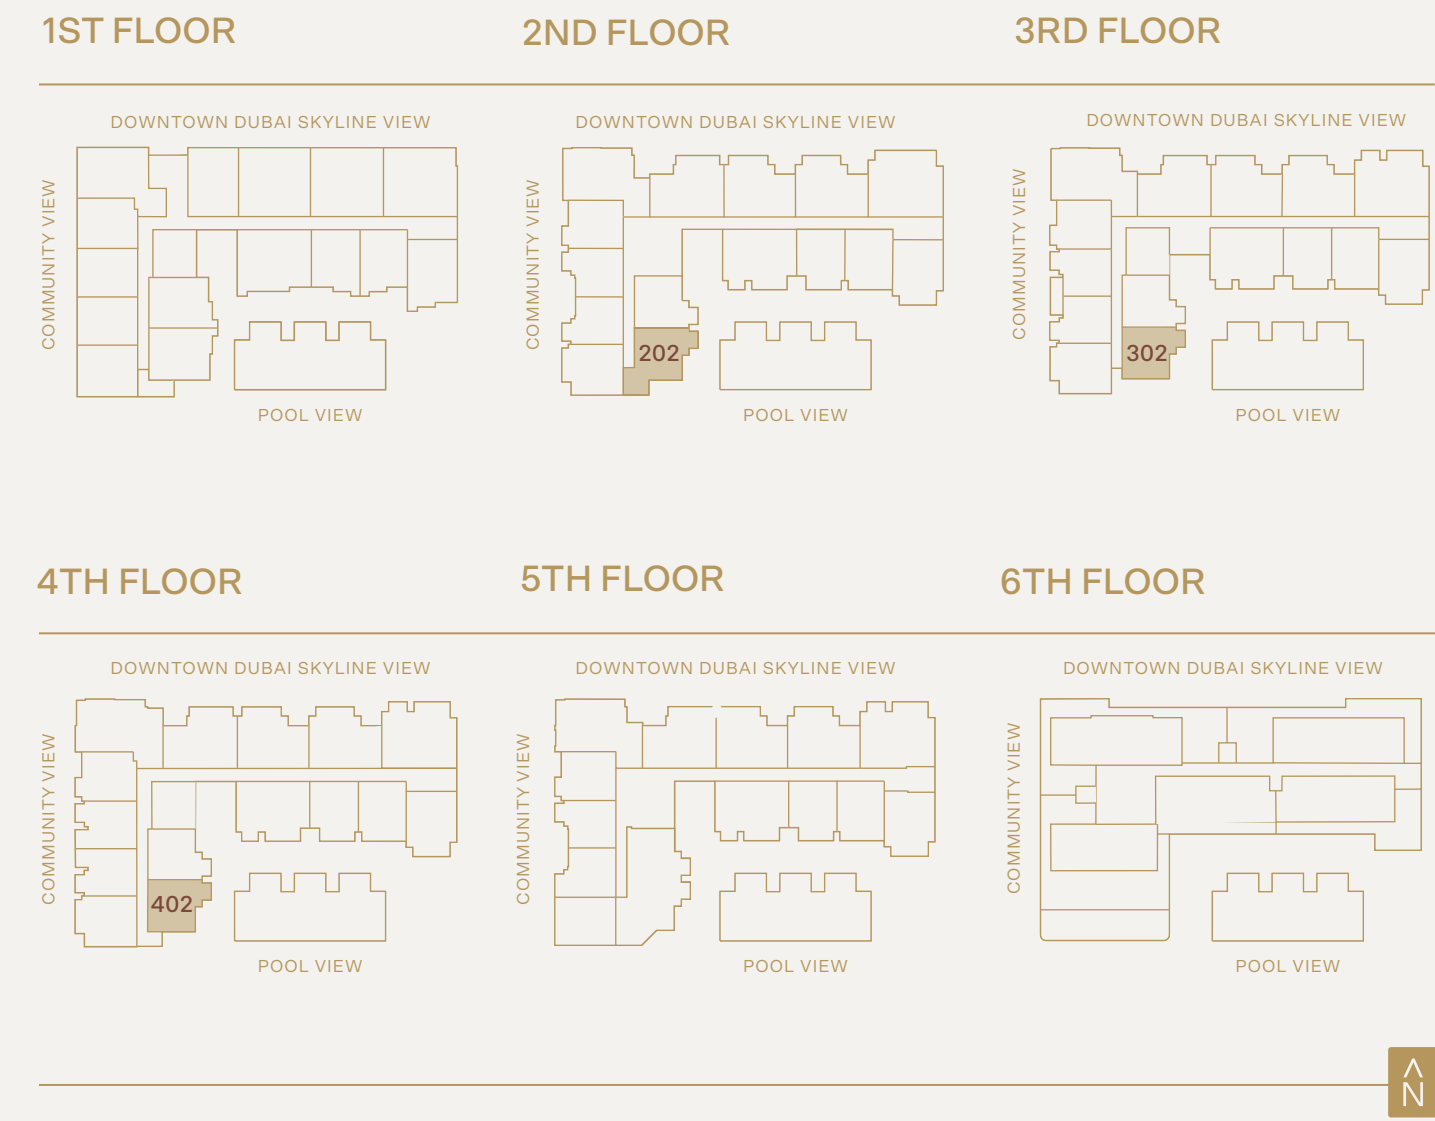 1ST FLOOR
2ND FLOOR
3RD FLOOR
DOWNTOWN DUBAI SKYLINE VIEW
DOWNTOWN DUBAI SKYLINE VIEW
DOWNTOWN DUBAI SKYLINE VIEW
COMMUNITY VIEW
COMMUNITY VIEW
COMMUNITY VIEW
202
302
POOL VIEW
POOL VIEW
POOL VIEW
4TH FLOOR
5TH FLOOR
6TH FLOOR
DOWNTOWN DUBAI SKYLINE VIEW
DOWNTOWN DUBAI SKYLINE VIEW
DOWNTOWN DUBAI SKYLINE VIEW
COMMUNITY VIEW
COMMUNITY VIEW
COMMUNITY VIEW
402
POOL VIEW
POOL VIEW
POOL VIEW
N